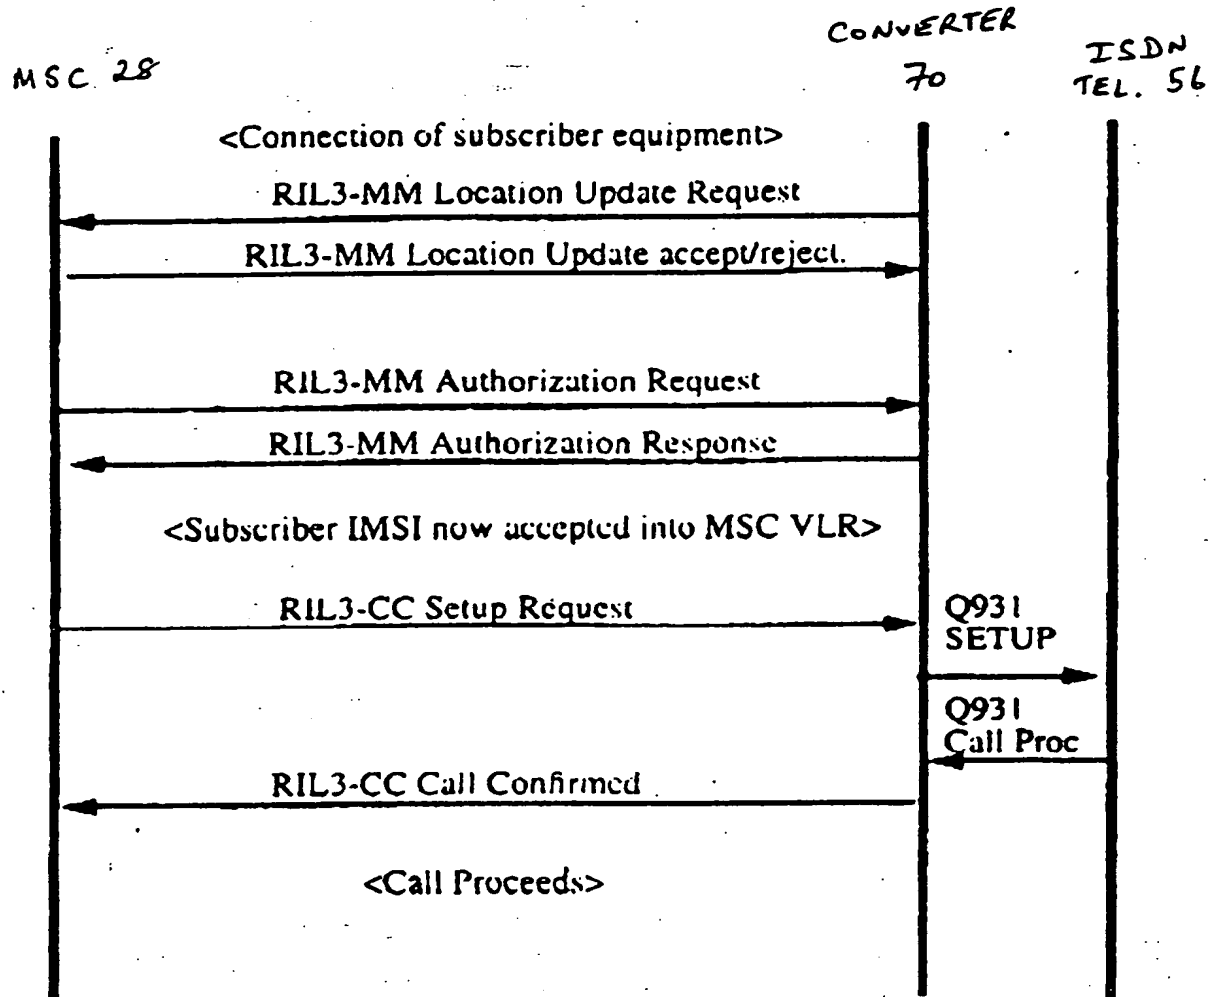 CONVERTER
70
ISDN
TEL. 56
MSC 28
<Connection of subscriber equipment>
RIL3-MM Location Update Request
RIL3-MM Location Update accept/reject.
RIL3-MM Authorization Request
RIL3-MM Authorization Response
<Subscriber IMSI now accepted into MSC VLR>
RIL3-CC Setup Request
Q931
SETUP
Q931
Call Proc
RIL3-CC Call Confirmed
<Call Proceeds>